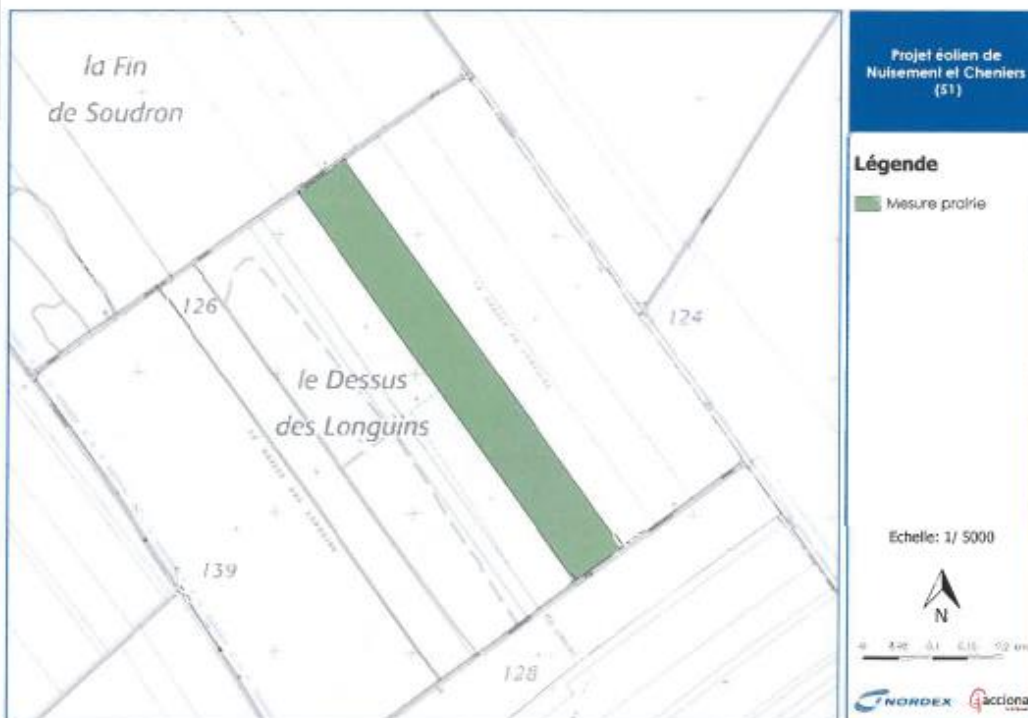 la Fin
de Soudron
126
124
le Dessus
des Longuins
139
128
Projet éolien de
Nuisement et Cheniers
(51)
Légende
Mesure prairie
Echelle: 1/ 5000
N
NORDEX acciona